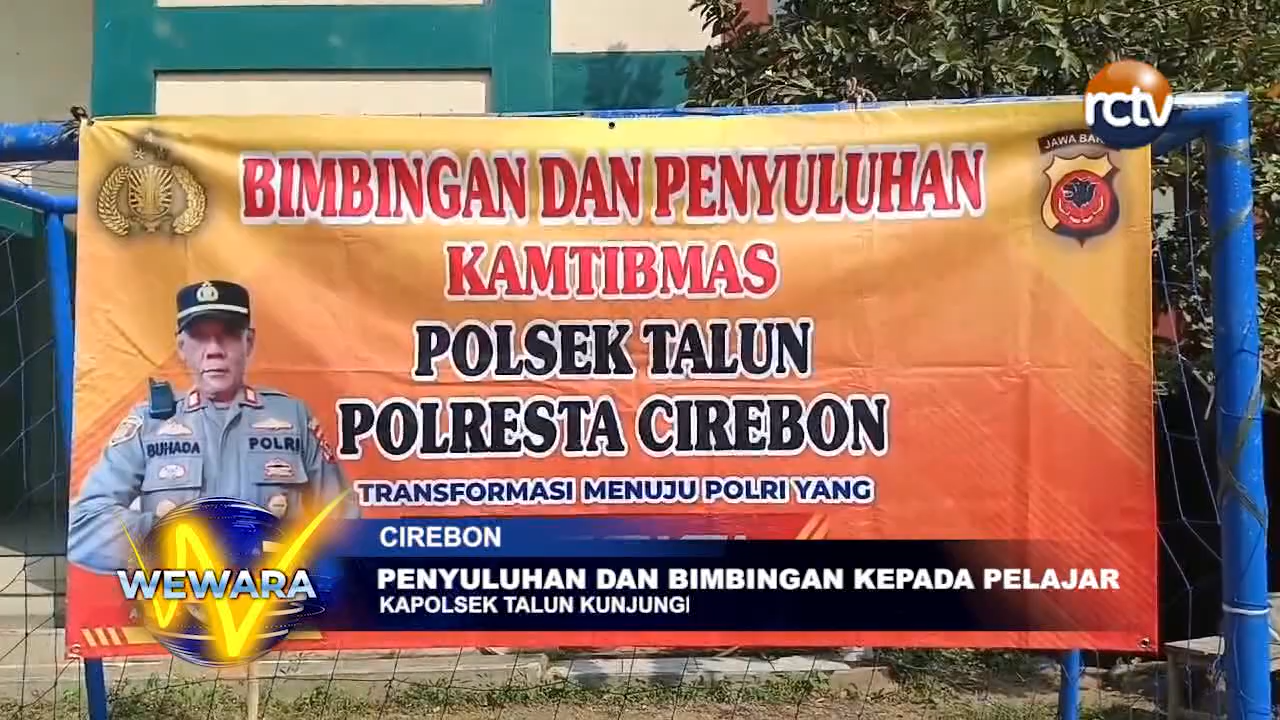 rctv
JAWA BARAT
BIMBINGAN DAN PENYULUHAN
KAMTIBMAS
POLSEK TALUN
POLRESTA CIREBON
BUHADA
POLRI
TRANSFORMASI MENUJU POLRI YANG
CIREBON
WEWARA
PENYULUHAN DAN BIMBINGAN KEPADA PELAJAR
KAPOLSEK TALUN KUNJUNGI